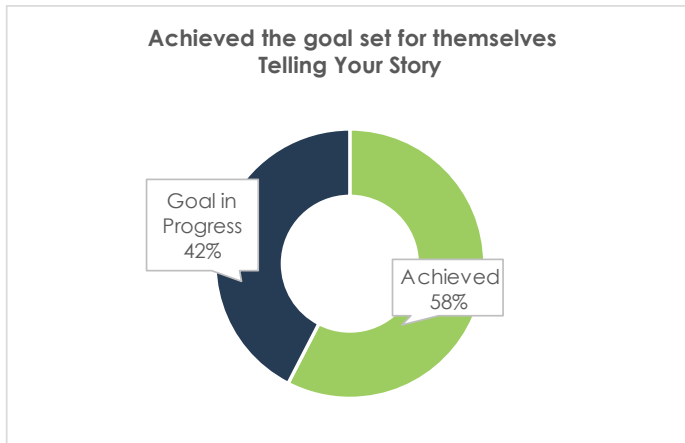 Achieved the goal set for themselves
Telling Your Story
Goal in
Progress
42%
Achieved
58%